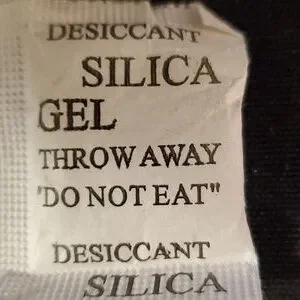 DESICCANT
SILICA
GEL
THROW AWAY
"DO NOT EAT"
DESICCANT
SILICA